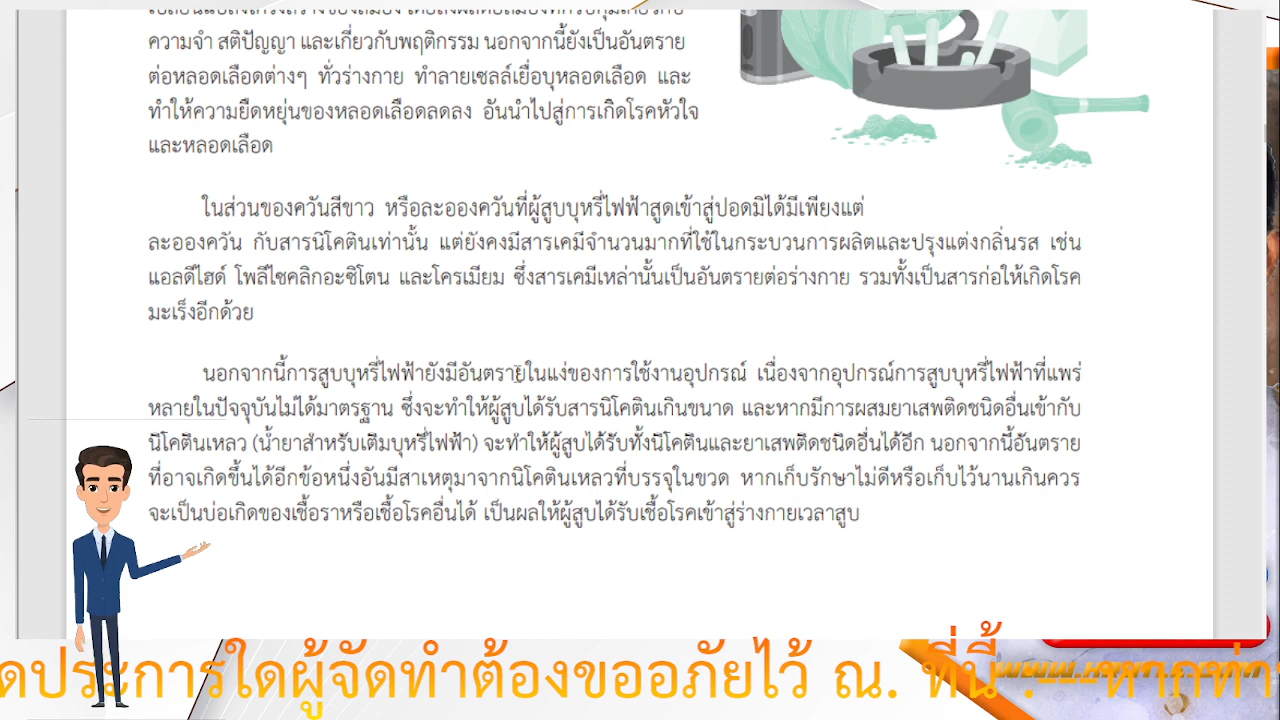 ความจำ สติปัญญา และเกี่ยวกับพฤติกรรม นอกจากนี้ยังเป็นอันตราย
ต่อหลอดเลือดต่างๆ ทั่วร่างกาย ทำลายเซลล์เยื่อบุหลอดเลือด และ
ทำให้ความยืดหยุ่นของหลอดเลือดลดลง อันนำไปสู่การเกิดโรคหัวใจ
และหลอดเลือด
ในส่วนของควันสีขาว หรือละอองควันที่ผู้สูบบุหรี่ไฟฟ้าสูดเข้าสู่ปอดมิได้มีเพียงแต่
ละอองควัน กับสารนิโคตินเท่านั้น แต่ยังคงมีสารเคมีจำนวนมากที่ใช้ในกระบวนการผลิตและปรุงแต่งกลิ่นรส เช่น
แอลดีไฮด์ โพลีไซคลิกอะซิโตน และโครเมียม ซึ่งสารเคมีเหล่านั้นเป็นอันตรายต่อร่างกาย รวมทั้งเป็นสารก่อให้เกิดโรค
มะเร็งอีกด้วย
นอกจากนี้การสูบบุหรี่ไฟฟ้ายังมีอันตรายในแง่ของการใช้งานอุปกรณ์ เนื่องจากอุปกรณ์การสูบบุหรี่ไฟฟ้าที่แพร่
หลายในปัจจุบันไม่ได้มาตรฐาน ซึ่งจะทำให้ผู้สูบได้รับสารนิโคตินเกินขนาด และหากมีการผสมยาเสพติดชนิดอื่นเข้ากับ
นิโคตินเหลว (น้ำยาสำหรับเติมบุหรี่ไฟฟ้า) จะทำให้ผู้สูบได้รับทั้งนิโคตินและยาเสพติดชนิดอื่นได้อีก นอกจากนี้อันตราย
ที่อาจเกิดขึ้นได้อีกข้อหนึ่งอันมีสาเหตุมาจากนิโคตินเหลวที่บรรจุในขวด หากเก็บรักษาไม่ดีหรือเก็บไว้นานเกินควร
จะเป็นบ่อเกิดของเชื้อราหรือเชื้อโรคอื่นได้ เป็นผลให้ผู้สูบได้รับเชื้อโรคเข้าสู่ร่างกายเวลาสูบ
ดประการใดผู้จัดทำต้องขออภัยไว้ ณ. ที่นี้ .---หากท่า